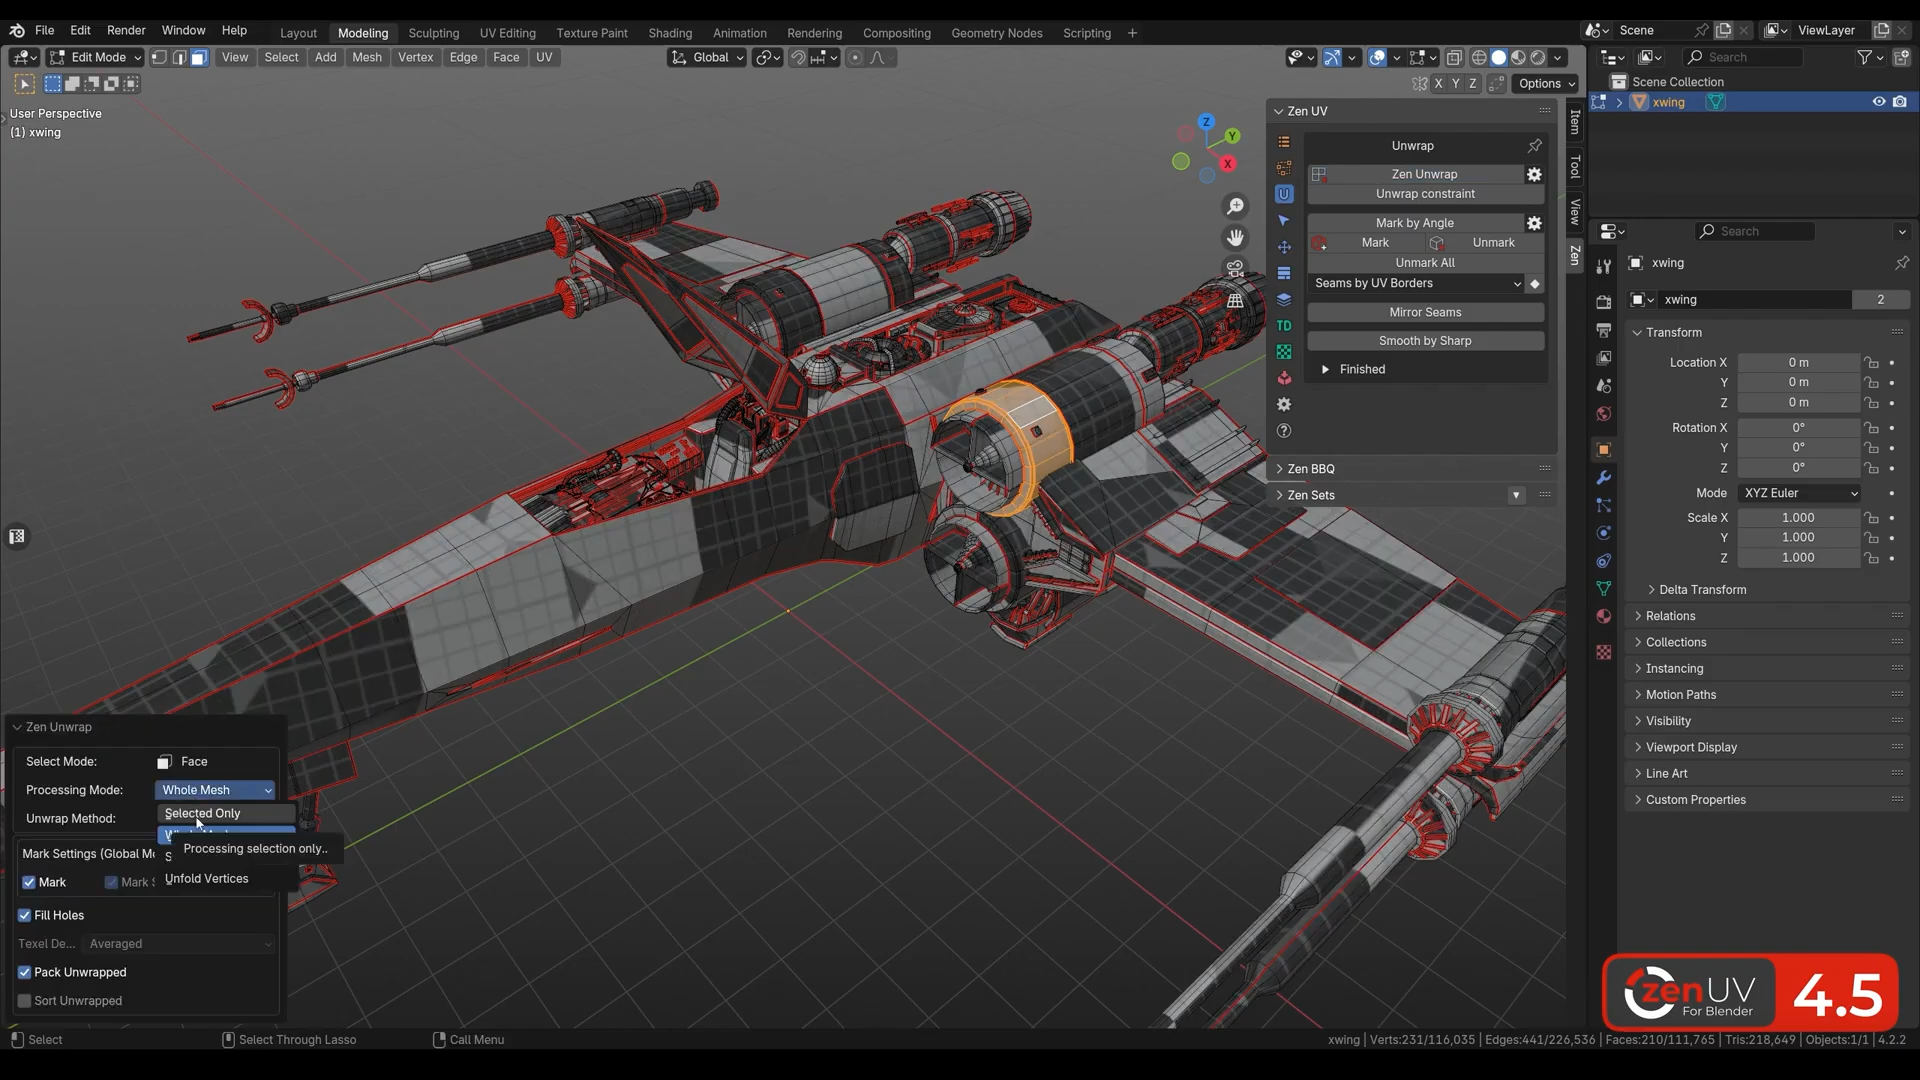 File Edit Render Window Help Layout Modeling Sculpting UV Editing Texture Paint Shading Animation Rendering Compositing Geometry Nodes Scripting + Scene ViewLayer
Edit Mode View Select Add Mesh Vertex Edge Face UV Global Search
X Y Z Options
Scene Collection
xwing
User Perspective
(1) xwing
Z
Y
X
Item
Tool
View
Zen
Zen UV
Unwrap
Zen Unwrap
Unwrap constraint
Mark by Angle
Mark Unmark
Unmark All
Seams by UV Borders
Mirror Seams
Smooth by Sharp
Finished
TD
Zen BBQ
Zen Sets
Search
xwing
xwing 2
Transform
Location X 0 m
Y 0 m
Z 0 m
Rotation X 0°
Y 0°
Z 0°
Mode XYZ Euler
Scale X 1.000
Y 1.000
Z 1.000
Delta Transform
Relations
Collections
Instancing
Motion Paths
Visibility
Viewport Display
Line Art
Custom Properties
Zen Unwrap
Select Mode: Face
Processing Mode: Whole Mesh
Selected Only
Unwrap Method:
Processing selection only..
Mark Settings (Global Mo
Unfold Vertices
Mark Mark S
Fill Holes
Texel De... Averaged
Pack Unwrapped
Sort Unwrapped
zenUV
For Blender
4.5
Select Select Through Lasso Call Menu xwing | Verts:231/116,035 | Edges:441/226,536 | Faces:210/111,765 | Tris:218,649 | Objects:1/1 | 4.2.2